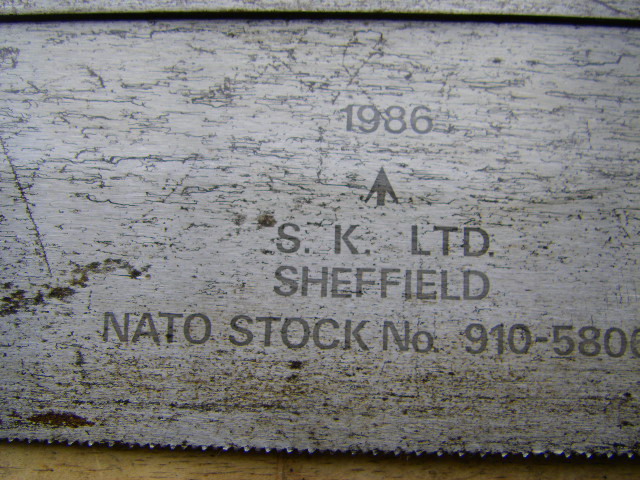 1986
S. K. LTD.
SHEFFIELD
NATO STOCK No. 910-5800